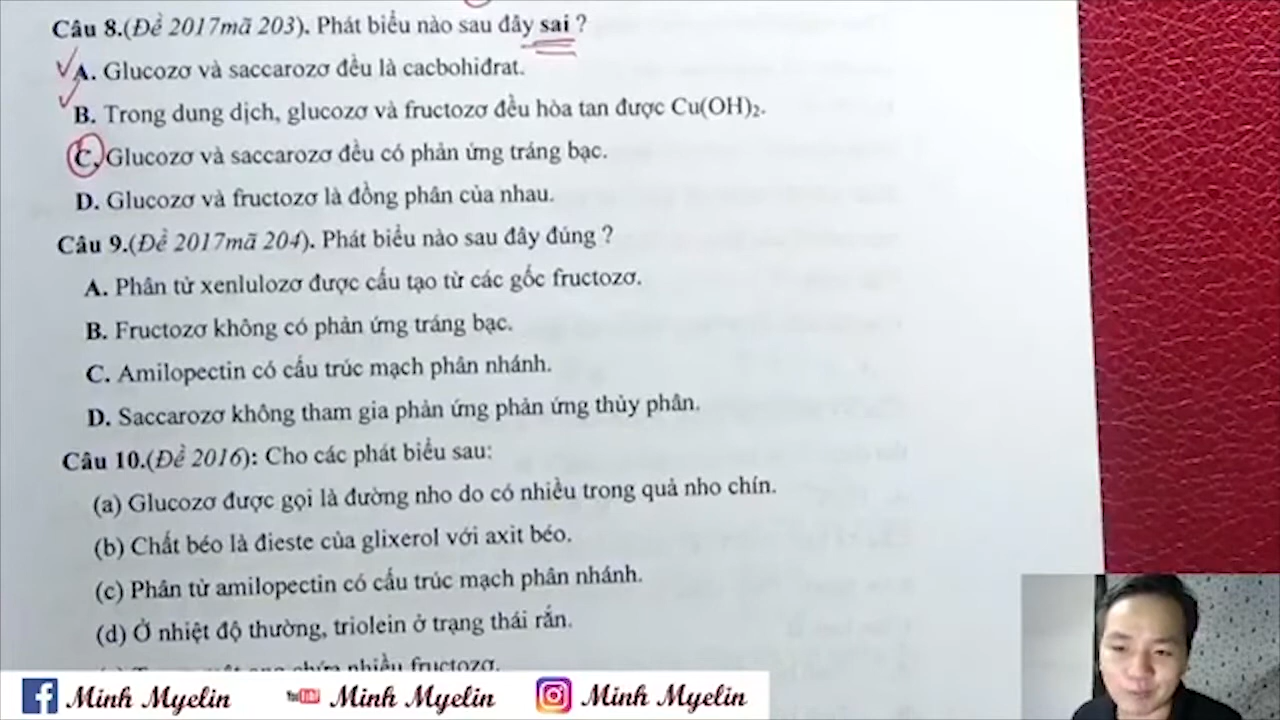 Câu 8.(Đề 2017mã 203). Phát biểu nào sau đây sai ?
A. Glucozơ và saccarozơ đều là cacbohiđrat.
B. Trong dung dịch, glucozơ và fructozơ đều hòa tan được Cu(OH)₂.
C. Glucozơ và saccarozơ đều có phản ứng tráng bạc.
D. Glucozơ và fructozơ là đồng phân của nhau.
Câu 9.(Đề 2017mã 204). Phát biểu nào sau đây đúng ?
A. Phân tử xenlulozơ được cấu tạo từ các gốc fructozơ.
B. Fructozơ không có phản ứng tráng bạc.
C. Amilopectin có cấu trúc mạch phân nhánh.
D. Saccarozơ không tham gia phản ứng phản ứng thủy phân.
Câu 10.(Đề 2016): Cho các phát biểu sau:
(a) Glucozơ được gọi là đường nho do có nhiều trong quả nho chín.
(b) Chất béo là đieste của glixerol với axit béo.
(c) Phân tử amilopectin có cấu trúc mạch phân nhánh.
(d) Ở nhiệt độ thường, triolein ở trạng thái rắn.
chứa nhiều fructozơ.
Minh Myelin Minh Myelin Minh Myelin